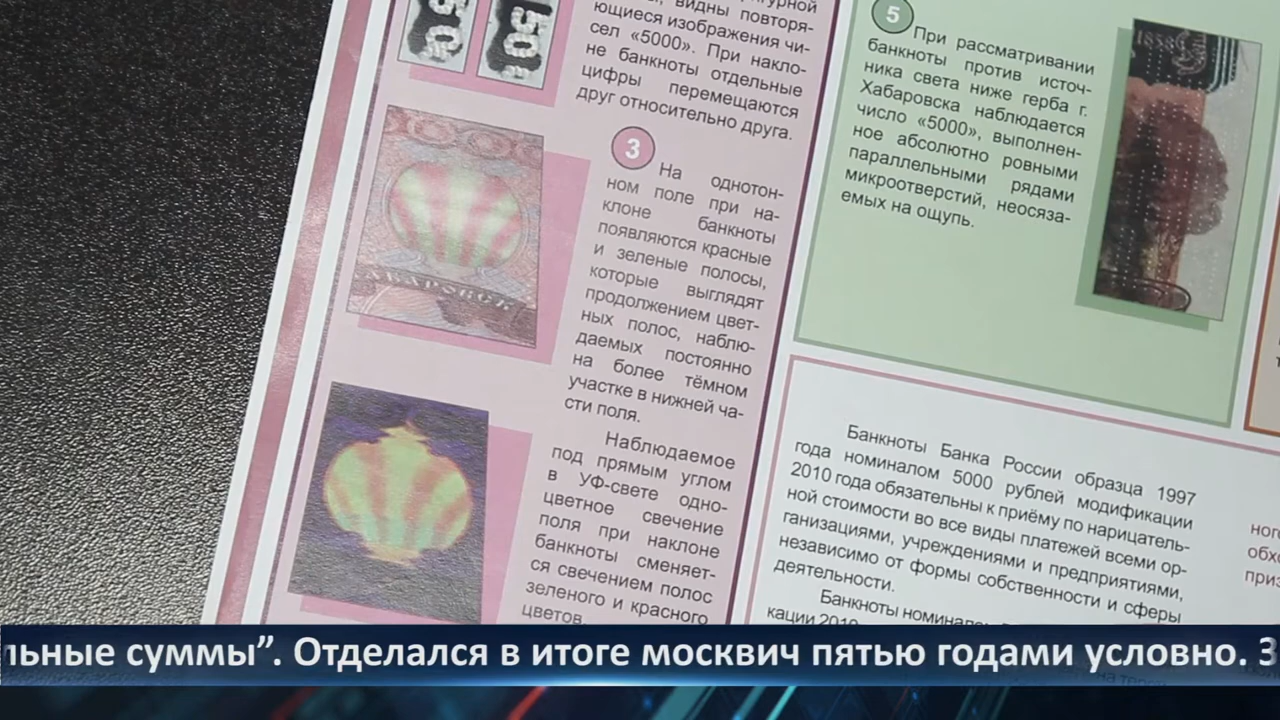 видны повторя-
ющиеся изображения чи-
сел «5000». При накло-
не банкноты отдельные
цифры перемещаются
друг относительно друга.
3
На однотон-
ном поле при на-
клоне банкноты
появляются красные
и зеленые полосы,
которые выглядят
продолжением цвет-
ных полос, наблю-
даемых постоянно
на более тёмном
участке в нижней ча-
сти поля.
Наблюдаемое
под прямым углом
в УФ-свете одно-
цветное свечение
поля при наклоне
банкноты сменяет-
ся свечением полос
зеленого и красного
цветов.
5
При рассматривании
банкноты против источ-
ника света ниже герба г.
Хабаровска наблюдается
число «5000», выполнен-
ное абсолютно ровными
параллельными рядами
микроотверстий, неосяза-
емых на ощупь.
Банкноты Банка России образца 1997
года номиналом 5000 рублей модификации
2010 года обязательны к приёму по нарицатель-
ной стоимости во все виды платежей всеми ор-
ганизациями, учреждениями и предприятиями,
независимо от формы собственности и сферы
деятельности.
Банкноты
льные суммы”. Отделался в итоге москвич пятью годами условно. З